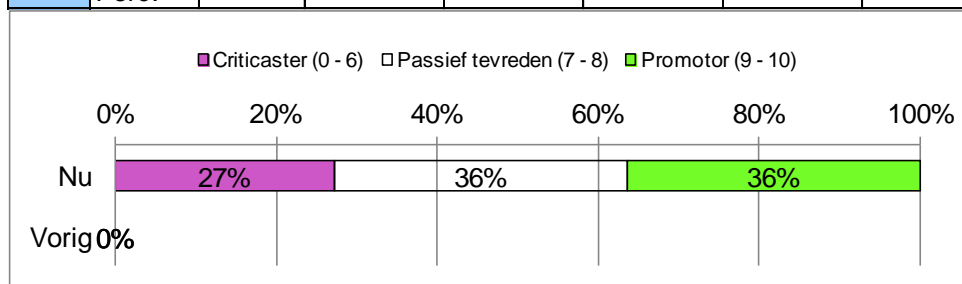 Criticaster (0 - 6) Passief tevreden (7 - 8) Promotor (9 - 10)
0% 20% 40% 60% 80% 100%
Nu 27% 36% 36%
Vorig 0%